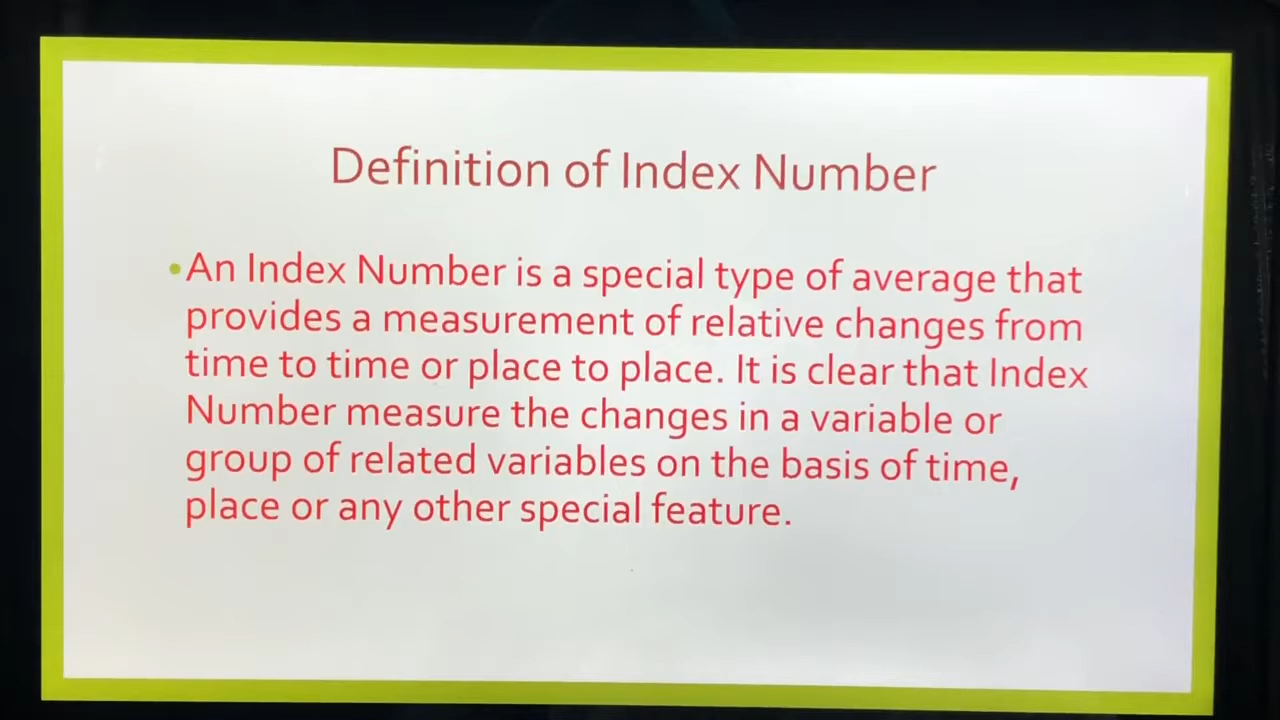 Definition of Index Number
•An Index Number is a special type of average that
provides a measurement of relative changes from
time to time or place to place. It is clear that Index
Number measure the changes in a variable or
group of related variables on the basis of time,
place or any other special feature.